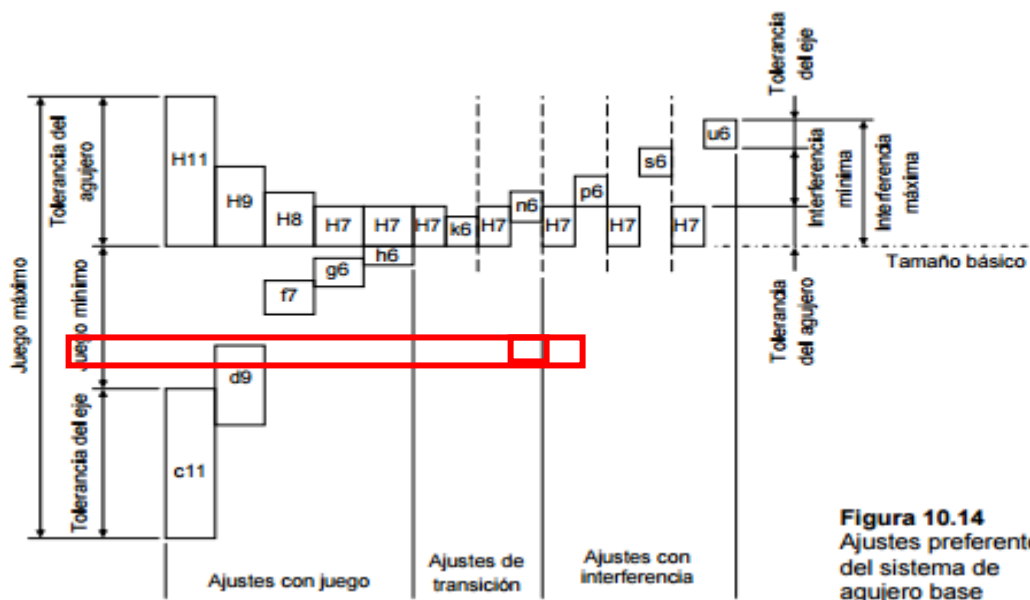 Juego máximo
Tolerancia del
agujero
Juego mínimo
Tolerancia del eje
H11
H9
H8
H7
H7
H7
k6
H7
n6
H7
p6
H7
s6
H7
u6
h6
g6
f7
d9
c11
Tolerancia
del eje
Interferencia
mínima
Interferencia
máxima
Tamaño básico
Tolerancia
del agujero
Ajustes con juego
Ajustes de
transición
Ajustes con
interferencia
Figura 10.14
Ajustes preferente
del sistema de
agujero base